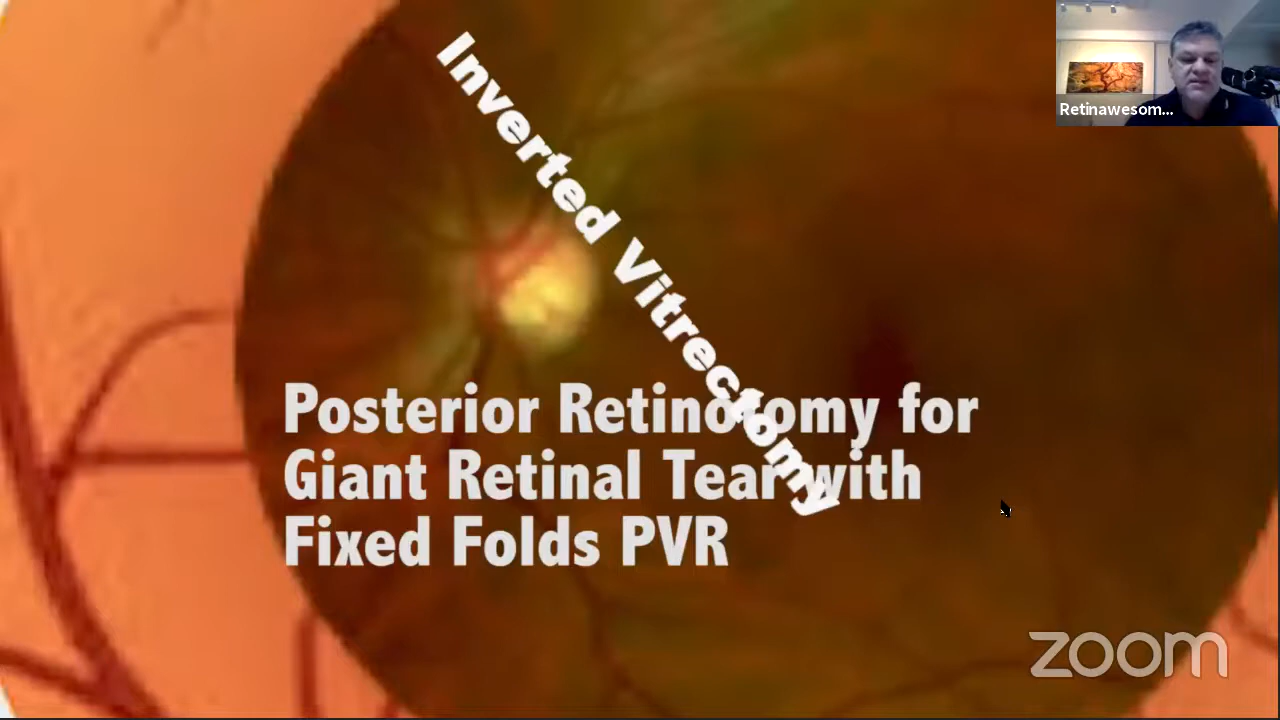 Inverted Vitrectomy
Retinawesom...
Posterior Retinotomy for
Giant Retinal Tear with
Fixed Folds PVR
zoom